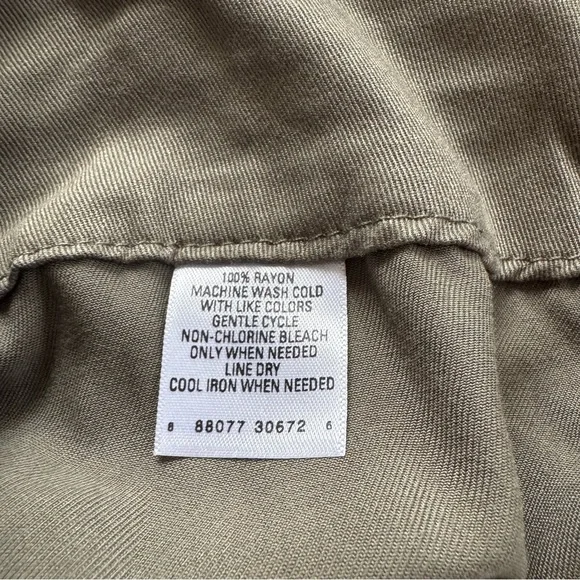 100% RAYON
MACHINE WASH COLD
WITH LIKE COLORS
GENTLE CYCLE
NON-CHLORINE BLEACH
ONLY WHEN NEEDED
LINE DRY
COOL IRON WHEN NEEDED
8 88077 30672 6